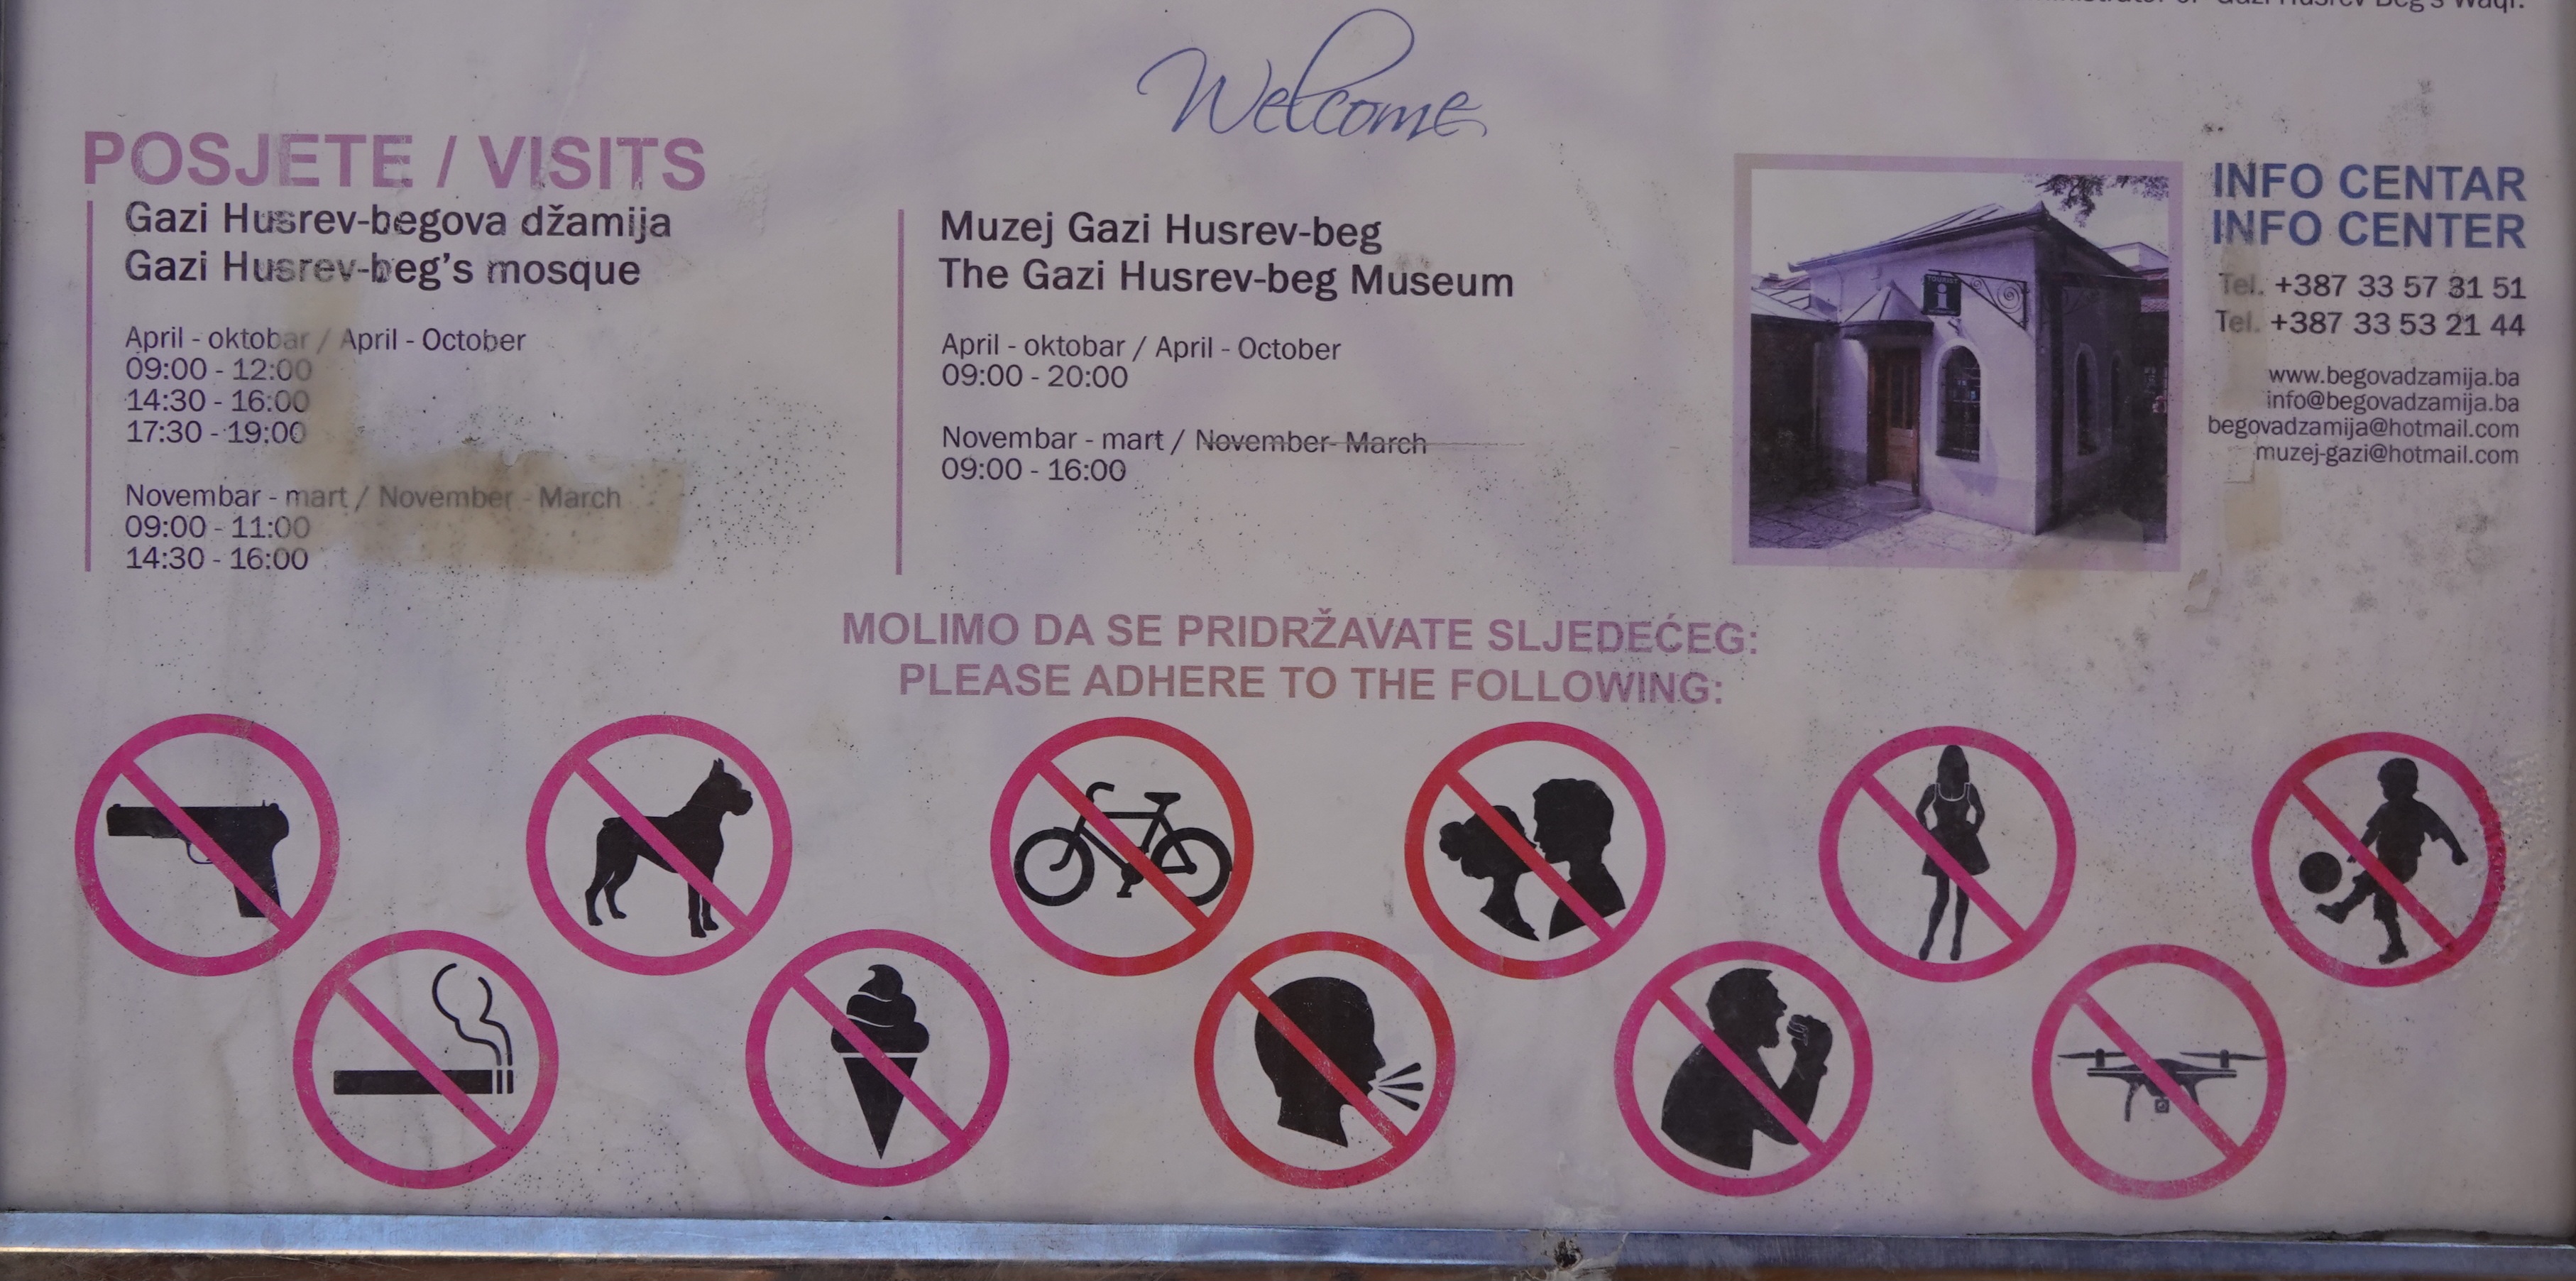 Gazi Husrev-Beg's Waqf.
Welcome
POSJETE / VISITS
Gazi Husrev-begova džamija
Gazi Husrev-beg's mosque
April - oktobar / April - October
09:00 - 12:00
14:30 - 16:00
17:30 - 19:00
Novembar - mart / November - March
09:00 - 11:00
14:30 - 16:00
Muzej Gazi Husrev-beg
The Gazi Husrev-beg Museum
April - oktobar / April - October
09:00 - 20:00
Novembar - mart / November- March
09:00 - 16:00
TOURIST
i
INFO CENTAR
INFO CENTER
Tel. +387 33 57 31 51
Tel. +387 33 53 21 44
www.begovadzamija.ba
info@begovadzamija.ba
begovadzamija@hotmail.com
muzej-gazi@hotmail.com
MOLIMO DA SE PRIDRŽAVATE SLJEDEĆEG:
PLEASE ADHERE TO THE FOLLOWING: